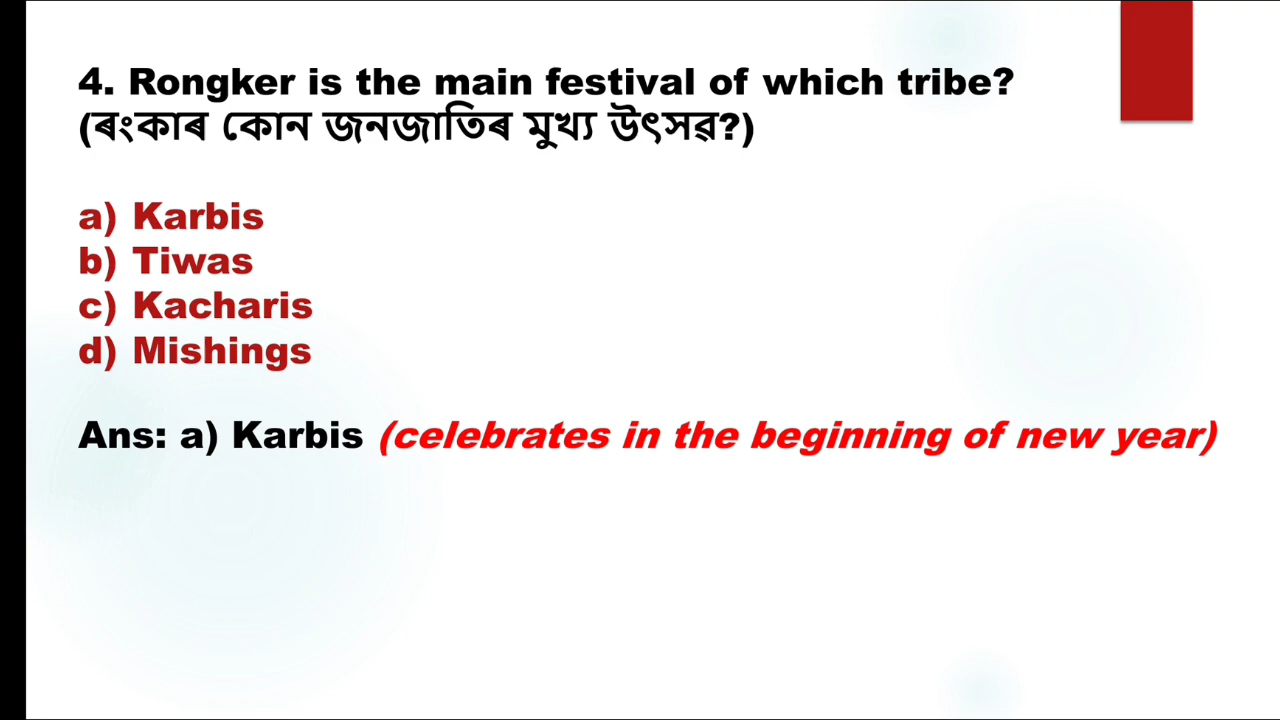 4. Rongker is the main festival of which tribe?
(ৰংকাৰ কোন জনজাতিৰ মুখ্য উৎসৱ?)
a) Karbis
b) Tiwas
c) Kacharis
d) Mishings
Ans: a) Karbis (celebrates in the beginning of new year)